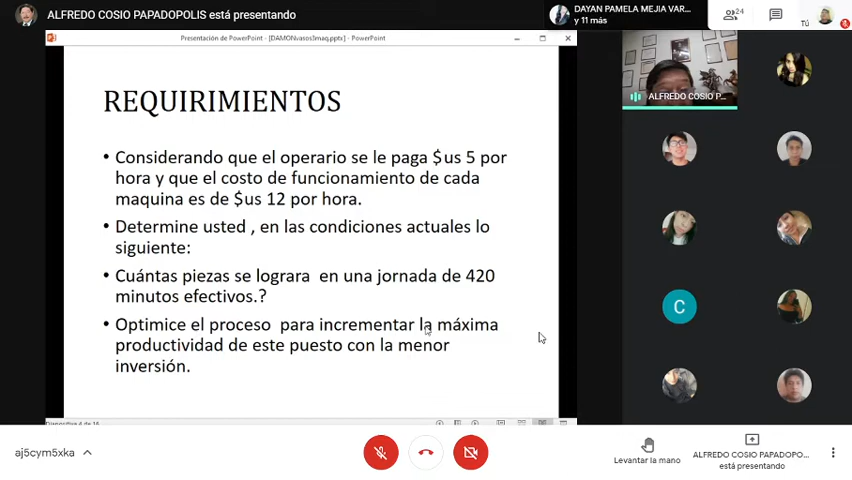 ALFREDO COSIO PAPADOPOLIS está presentando
DAYAN PAMELA MEJIA VAR...
y 11 más
24
Tú
Presentación de PowerPoint - [DAMONvasos3maq.pptx] - PowerPoint
REQUIRIMIENTOS
• Considerando que el operario se le paga $us 5 por
hora y que el costo de funcionamiento de cada
maquina es de $us 12 por hora.
• Determine usted , en las condiciones actuales lo
siguiente:
• Cuántas piezas se lograra en una jornada de 420
minutos efectivos.?
• Optimice el proceso para incrementar la máxima
productividad de este puesto con la menor
inversión.
ALFREDO COSIO P...
C
Diapositiva 4 de 16
aj5cym5xka
Levantar la mano
ALFREDO COSIO PAPADOPO...
está presentando